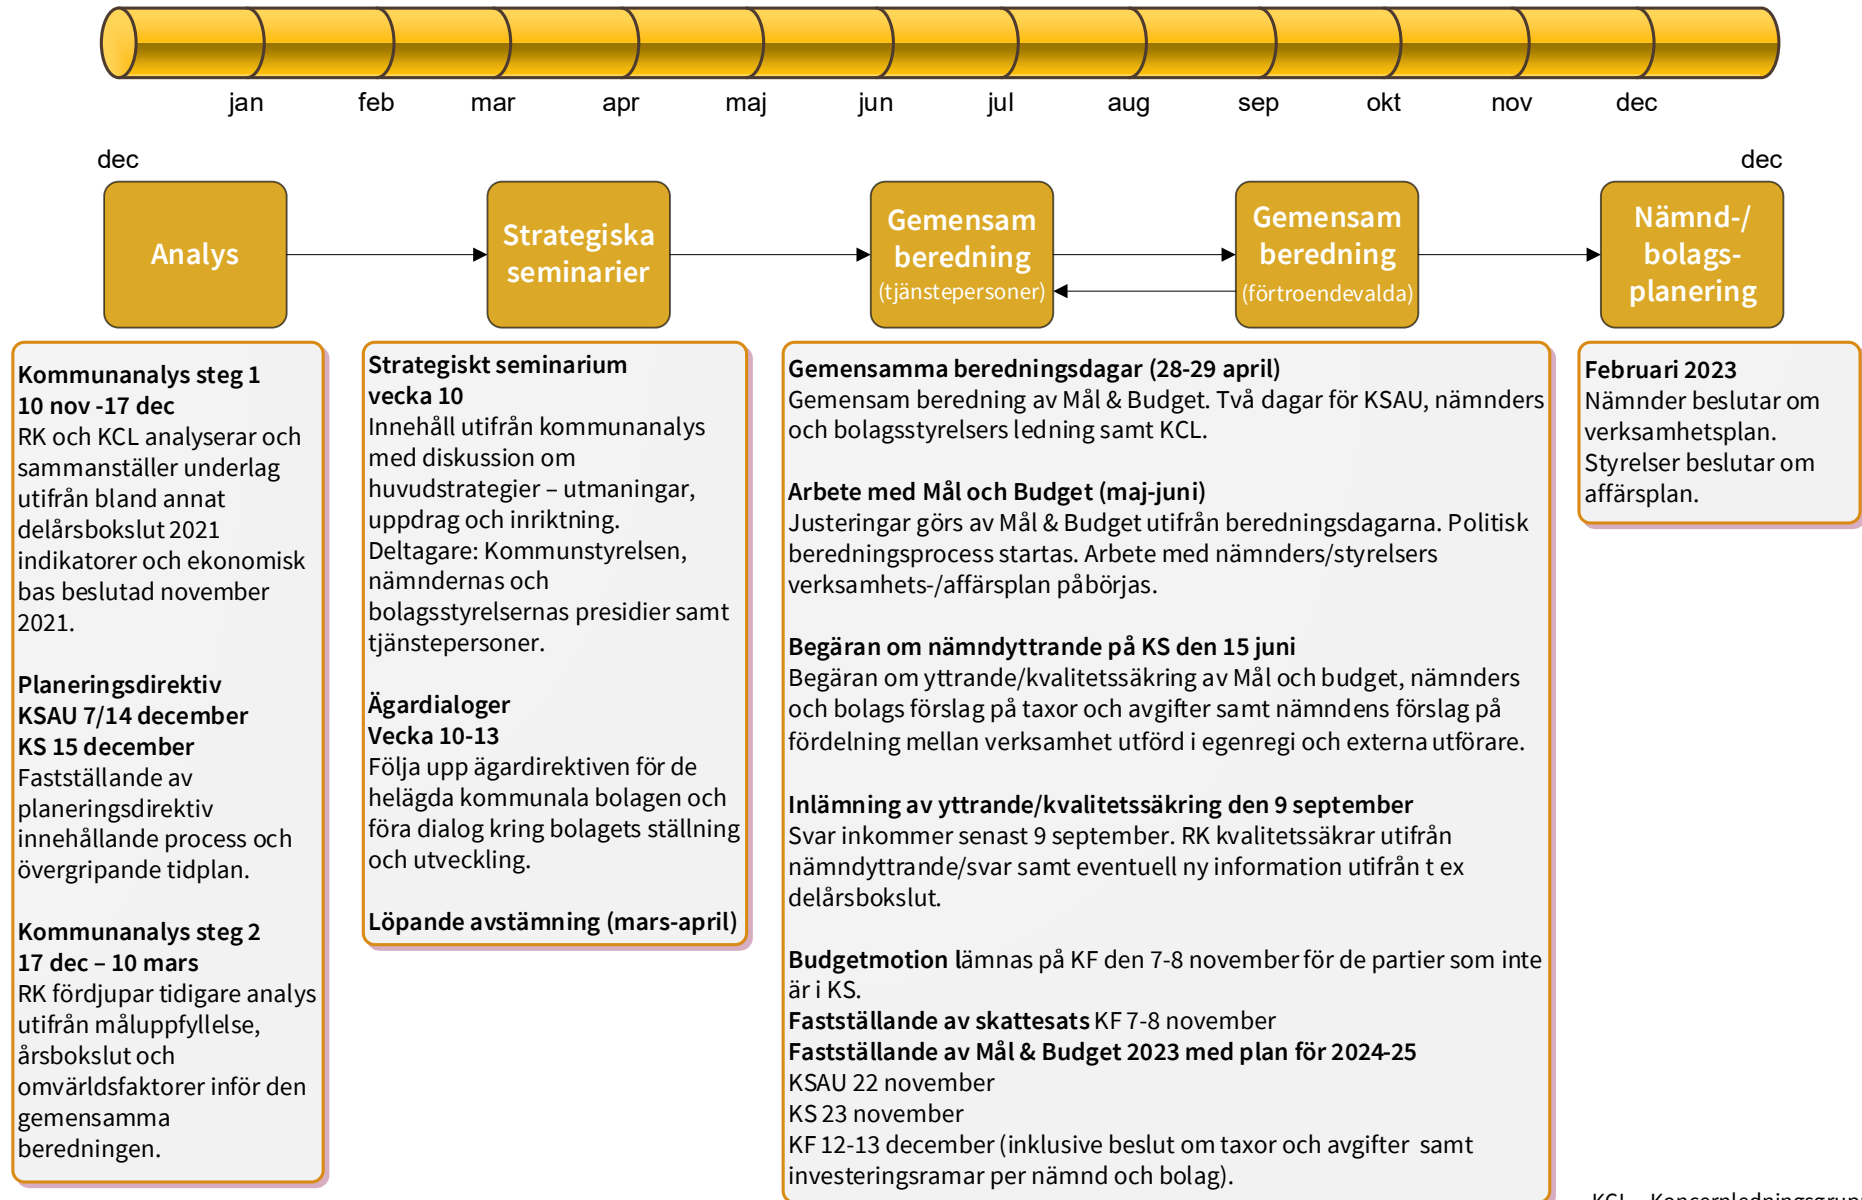 jan feb mar apr maj jun jul aug sep okt nov dec
dec
dec
Analys
Strategiska
seminarier
Gemensam
beredning
(tjänstepersoner)
Gemensam
beredning
(förtroendevalda)
Nämnd-/
bolags-
planering
Kommunanalys steg 1
10 nov -17 dec
RK och KCL analyserar och
sammanställer underlag
utifrån bland annat
delårsbokslut 2021
indikatorer och ekonomisk
bas beslutad november
2021.
Planeringsdirektiv
KSAU 7/14 december
KS 15 december
Fastställande av
planeringsdirektiv
innehållande process och
övergripande tidplan.
Kommunanalys steg 2
17 dec – 10 mars
RK fördjupar tidigare analys
utifrån måluppfyllelse,
årsbokslut och
omvärldsfaktorer inför den
gemensamma
beredningen.
Strategiskt seminarium
vecka 10
Innehåll utifrån kommunanalys
med diskussion om
huvudstrategier – utmaningar,
uppdrag och inriktning.
Deltagare: Kommunstyrelsen,
nämndernas och
bolagsstyrelsernas presidier samt
tjänstepersoner.
Ägardialoger
Vecka 10-13
Följa upp ägardirektiven för de
helägda kommunala bolagen och
föra dialog kring bolagets ställning
och utveckling.
Löpande avstämning (mars-april)
Gemensamma beredningsdagar (28-29 april)
Gemensam beredning av Mål & Budget. Två dagar för KSAU, nämnders
och bolagsstyrelsers ledning samt KCL.
Arbete med Mål och Budget (maj-juni)
Justeringar görs av Mål & Budget utifrån beredningsdagarna. Politisk
beredningsprocess startas. Arbete med nämnders/styrelsers
verksamhets-/affärsplan påbörjas.
Begäran om nämndyttrande på KS den 15 juni
Begäran om yttrande/kvalitetssäkring av Mål och budget, nämnders
och bolags förslag på taxor och avgifter samt nämndens förslag på
fördelning mellan verksamhet utförd i egenregi och externa utförare.
Inlämning av yttrande/kvalitetssäkring den 9 september
Svar inkommer senast 9 september. RK kvalitetssäkrar utifrån
nämndyttrande/svar samt eventuell ny information utifrån t ex
delårsbokslut.
Budgetmotion lämnas på KF den 7-8 november för de partier som inte
är i KS.
Fastställande av skattesats KF 7-8 november
Fastställande av Mål & Budget 2023 med plan för 2024-25
KSAU 22 november
KS 23 november
KF 12-13 december (inklusive beslut om taxor och avgifter samt
investeringsramar per nämnd och bolag).
Februari 2023
Nämnder beslutar om
verksamhetsplan.
Styrelser beslutar om
affärsplan.